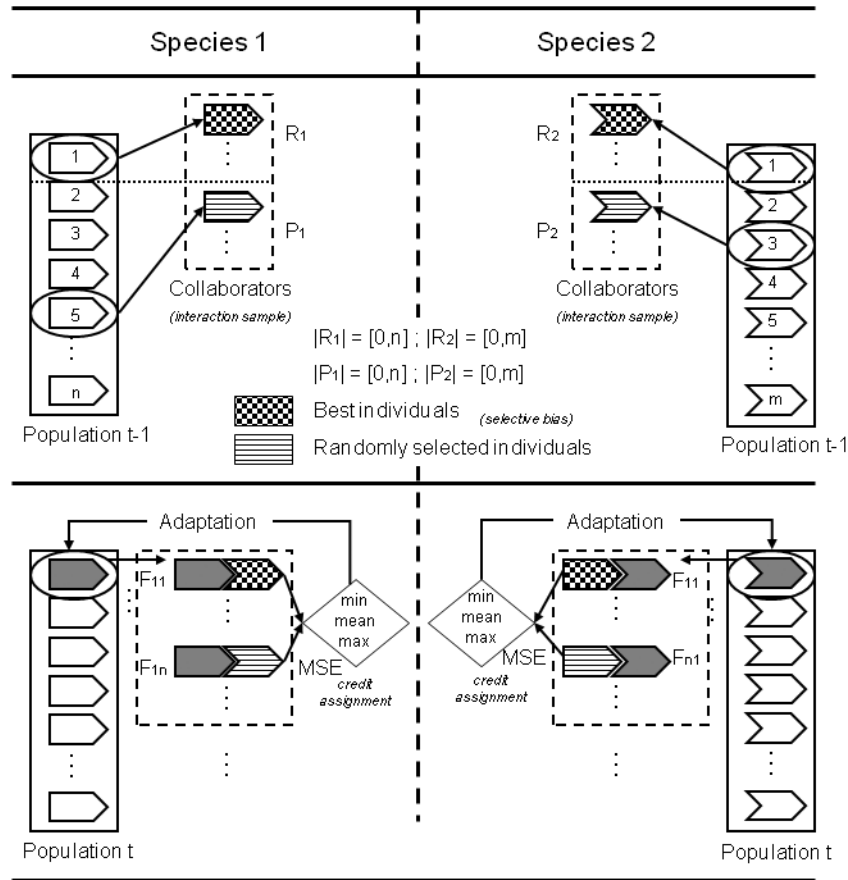 Species 1
Species 2
R1
R2
1
2
3
4
5
n
P1
P2
1
2
3
4
5
m
Collaborators
(interaction sample)
Collaborators
(interaction sample)
|R1| = [0,n] ; |R2| = [0,m]
|P1| = [0,n] ; |P2| = [0,m]
Best individuals (selective bias)
Randomly selected individuals
Population t-1
Population t-1
Adaptation
Adaptation
F11
F1n
min
mean
max
MSE
credit
assignment
min
mean
max
MSE
credit
assignment
F11
Fn1
Population t
Population t